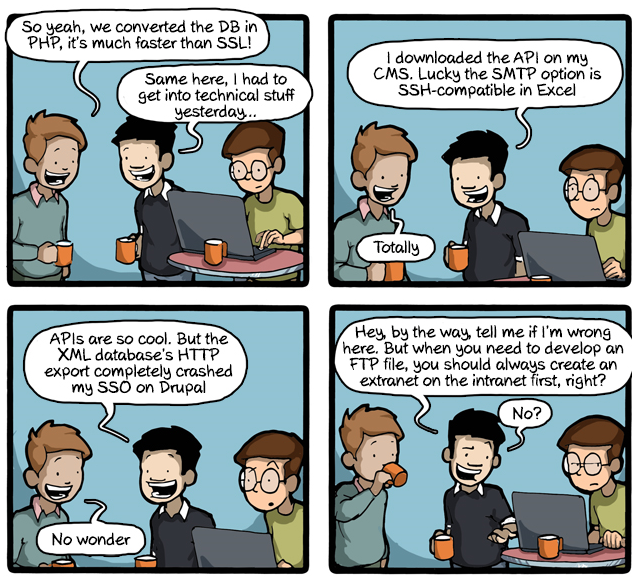 So yeah, we converted the DB in
PHP, it's much faster than SSL!
Same here, I had to
get into technical stuff
yesterday...
I downloaded the API on my
CMS. Lucky the SMTP option is
SSH-compatible in Excel
Totally
APIs are so cool. But the
XML database's HTTP
export completely crashed
my SSO on Drupal
No wonder
Hey, by the way, tell me if I'm wrong
here. But when you need to develop an
FTP file, you should always create an
extranet on the intranet first, right?
No?